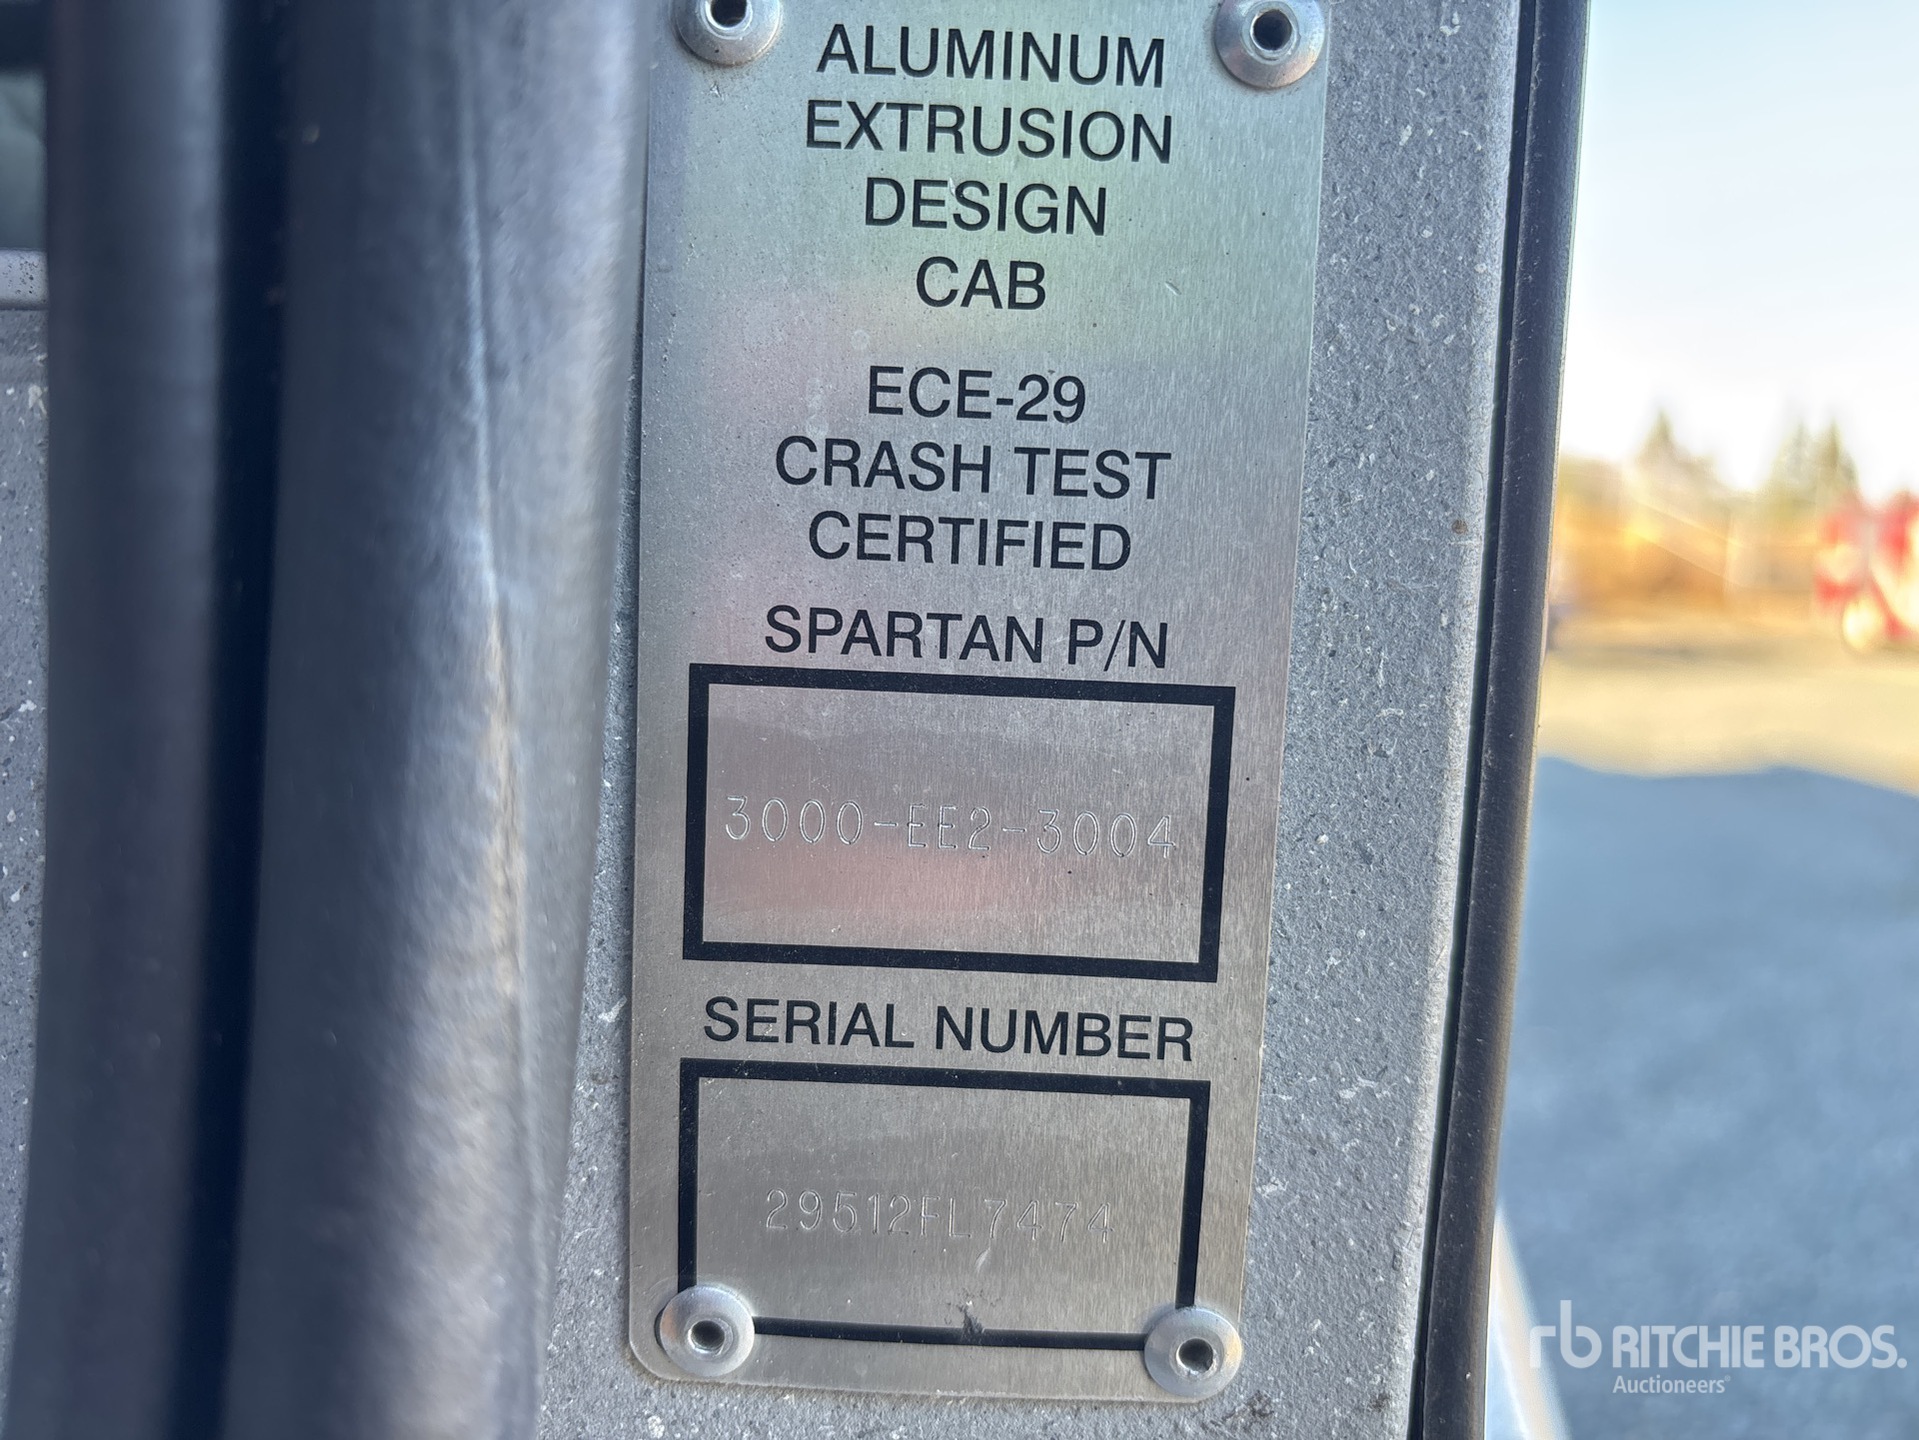 ALUMINUM
EXTRUSION
DESIGN
CAB
ECE-29
CRASH TEST
CERTIFIED
SPARTAN P/N
3000-EE2-3004
SERIAL NUMBER
29512FL7474
rb RITCHIE BROS.
Auctioneers